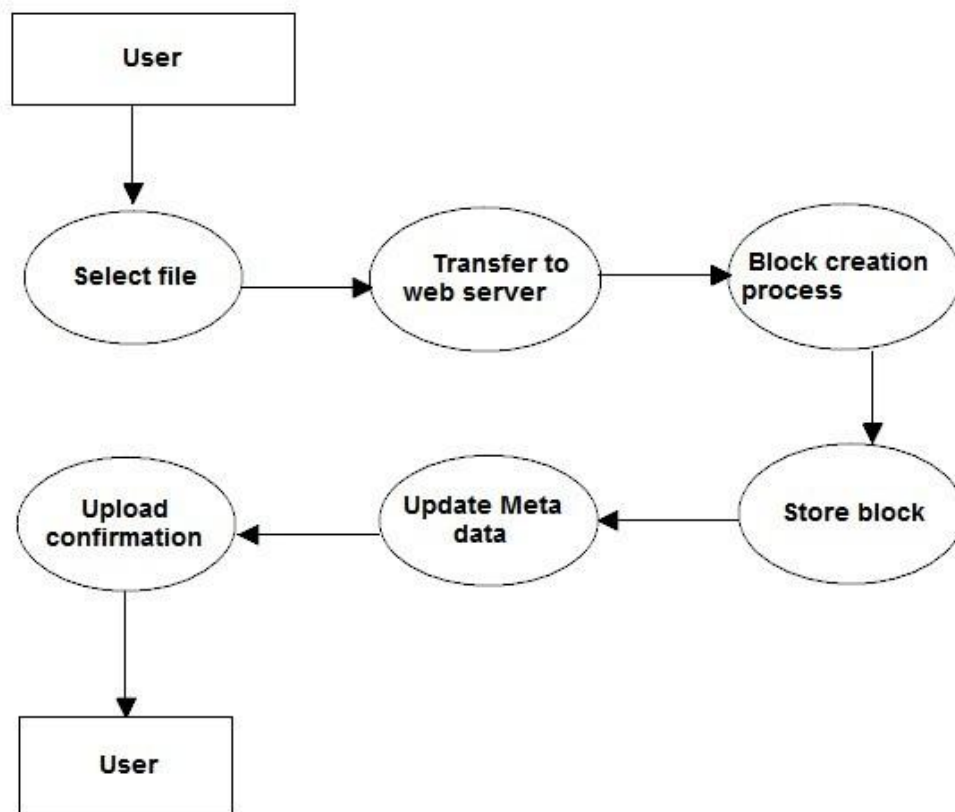 User
Select file
Transfer to
web server
Block creation
process
Store block
Update Meta
data
Upload
confirmation
User